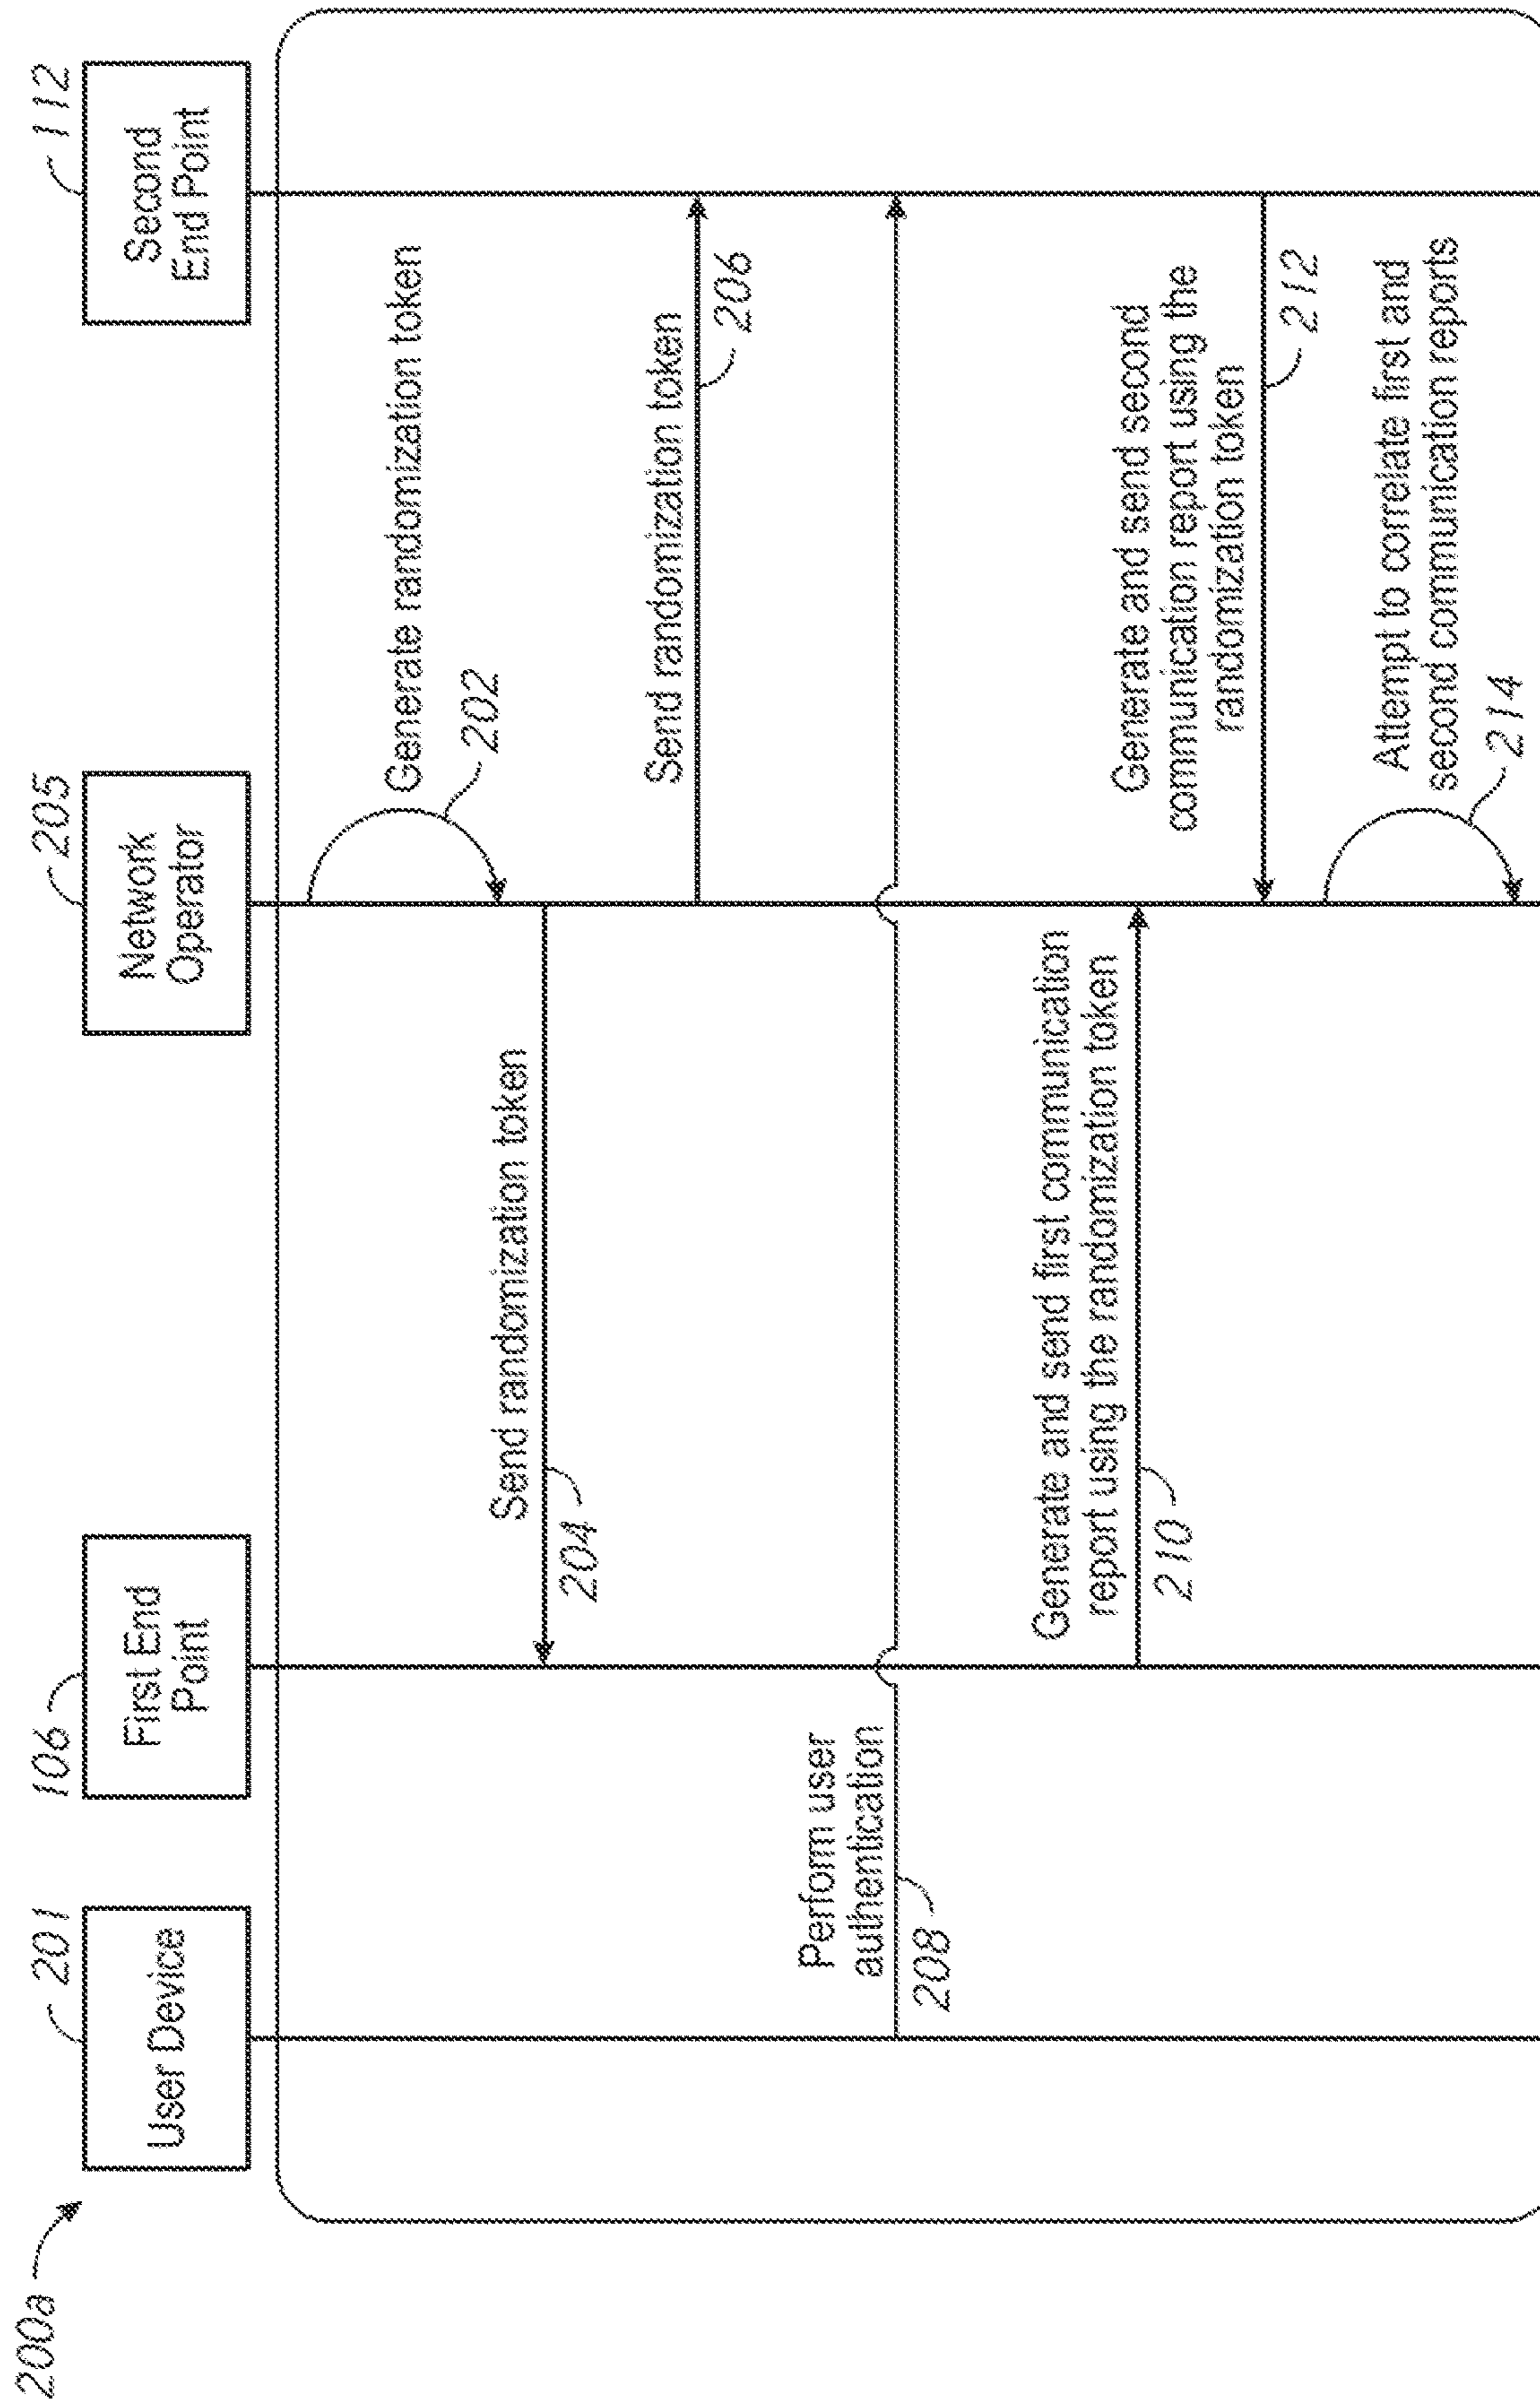 200a
201
User Device
106
First End
Point
205
Network
Operator
112
Second
End Point
Generate randomization token
202
Send randomization token
204
Send randomization token
206
Perform user
authentication
208
Generate and send first communication
report using the randomization token
210
Generate and send second
communication report using the
randomization token
212
Attempt to correlate first and
second communication reports
214